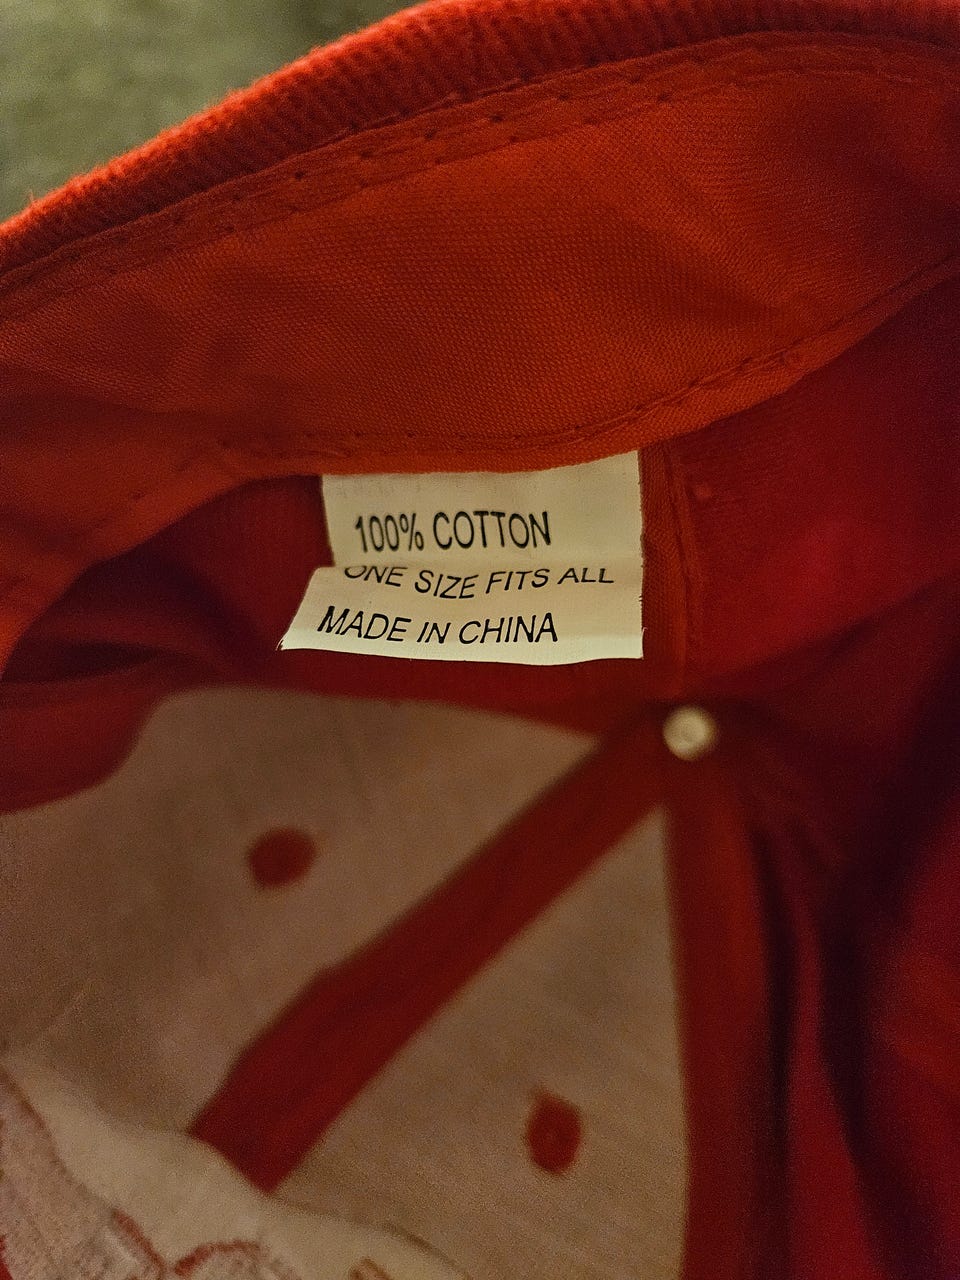 100% COTTON
ONE SIZE FITS ALL
MADE IN CHINA